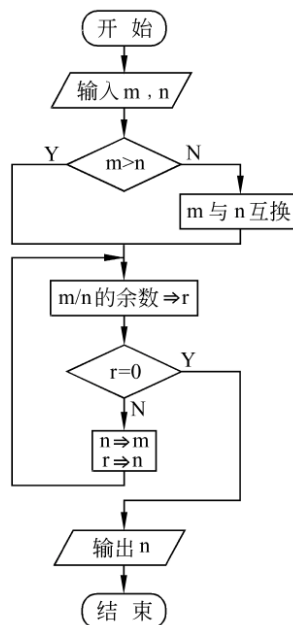 开 始
输入 m , n
Y
m>n
N
m 与 n 互换
m/n 的余数⇒r
r=0
Y
N
n⇒m
r⇒n
输出 n
结 束